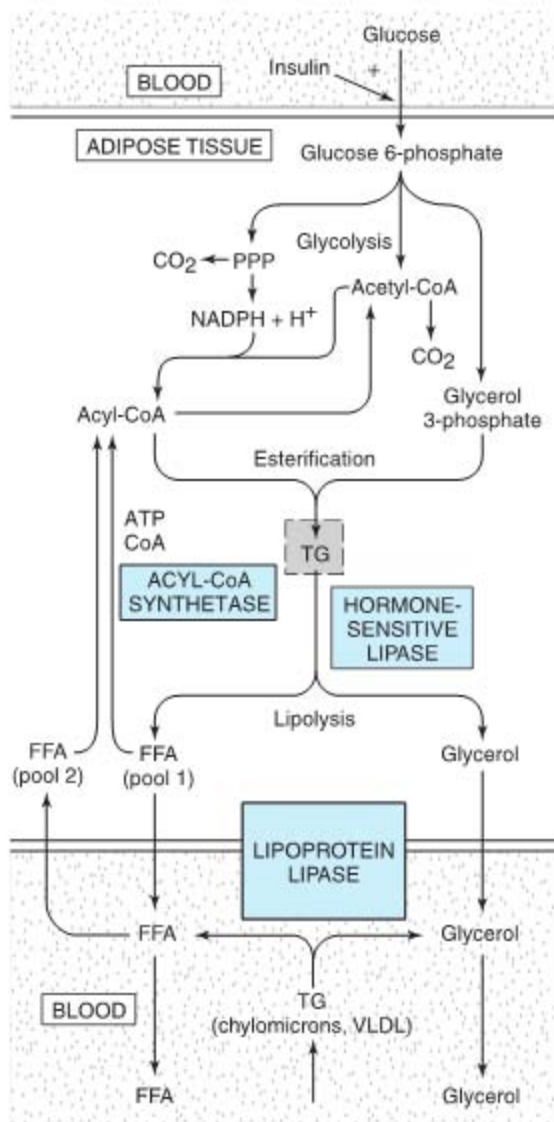 Glucose
Insulin
+
BLOOD
ADIPOSE TISSUE
Glucose 6-phosphate
Glycolysis
CO₂
PPP
Acetyl-CoA
NADPH + H⁺
CO₂
Glycerol
3-phosphate
Acyl-CoA
Esterification
ATP
CoA
TG
ACYL-CoA
SYNTHETASE
HORMONE-
SENSITIVE
LIPASE
Lipolysis
FFA
(pool 2)
FFA
(pool 1)
Glycerol
LIPOPROTEIN
LIPASE
FFA
Glycerol
BLOOD
TG
(chylomicrons, VLDL)
FFA
Glycerol